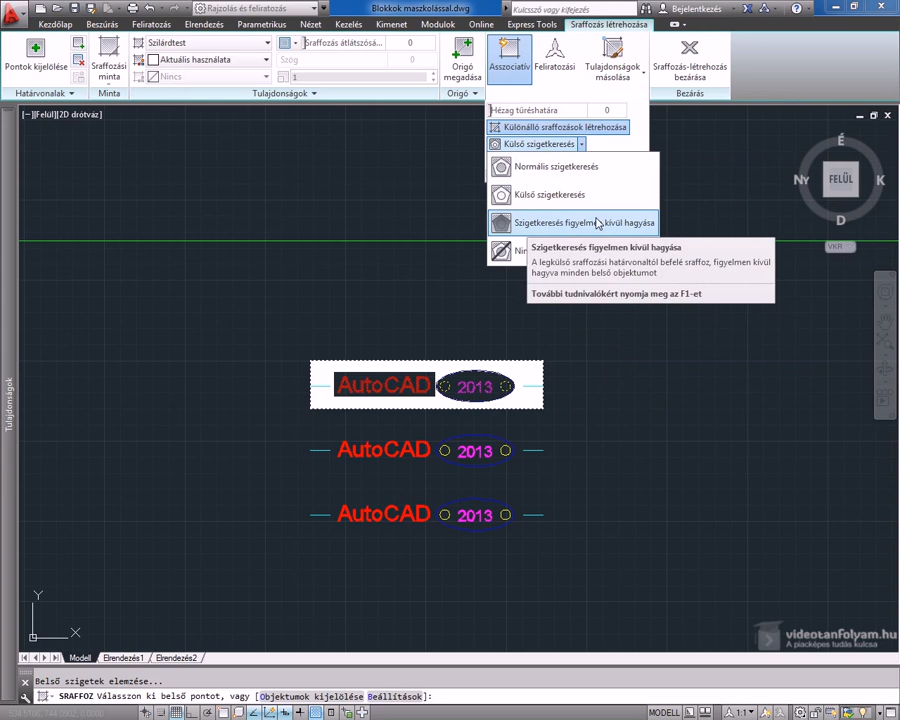 Rajzolás és feliratozás
Blokkok maszkolással.dwg
Írjon be kulcsszót vagy kifejezést
Bejelentkezés
Kezdőlap Beszúrás Feliratozás Elrendezés Parametrikus Nézet Kezelés Kimenet Modulok Online Express Tools Sraffozás létrehozása
Pontok kijelölése
Határvonalak
Sraffozási minta
Minta
Szilárdtest
Aktuális használata
Nincs
Sraffozás átlátszósá... 0
Szög 0
1
Tulajdonságok
Origó megadása
Origó
Asszociatív
Feliratozási
Tulajdonságok másolása
Sraffozás-létrehozás bezárása
Bezárás
Hézag tűréshatára 0
Különálló sraffozások létrehozása
Külső szigetkeresés
Normális szigetkeresés
Külső szigetkeresés
Szigetkeresés figyelmen kívül hagyása
Szigetkeresés figyelmen kívül hagyása
A legkülső sraffozási határvonaltól befelé sraffoz, figyelmen kívül
hagyva minden belső objektumot
További tudnivalókért nyomja meg az F1-et
[−][Felül][2D drótváz]
É
Ny FELÜL K
D
VKR
Tulajdonságok
AutoCAD 2013
AutoCAD 2013
AutoCAD 2013
Y
X
videotanfolyam.hu
A piacképes tudás kulcsa
Modell Elrendezés1 Elrendezés2
Belső szigetek elemzése...
SRAFFOZ Válasszon ki belső pontot, vagy [Objektumok kijelölése Beállítások]:
MODELL
1:1